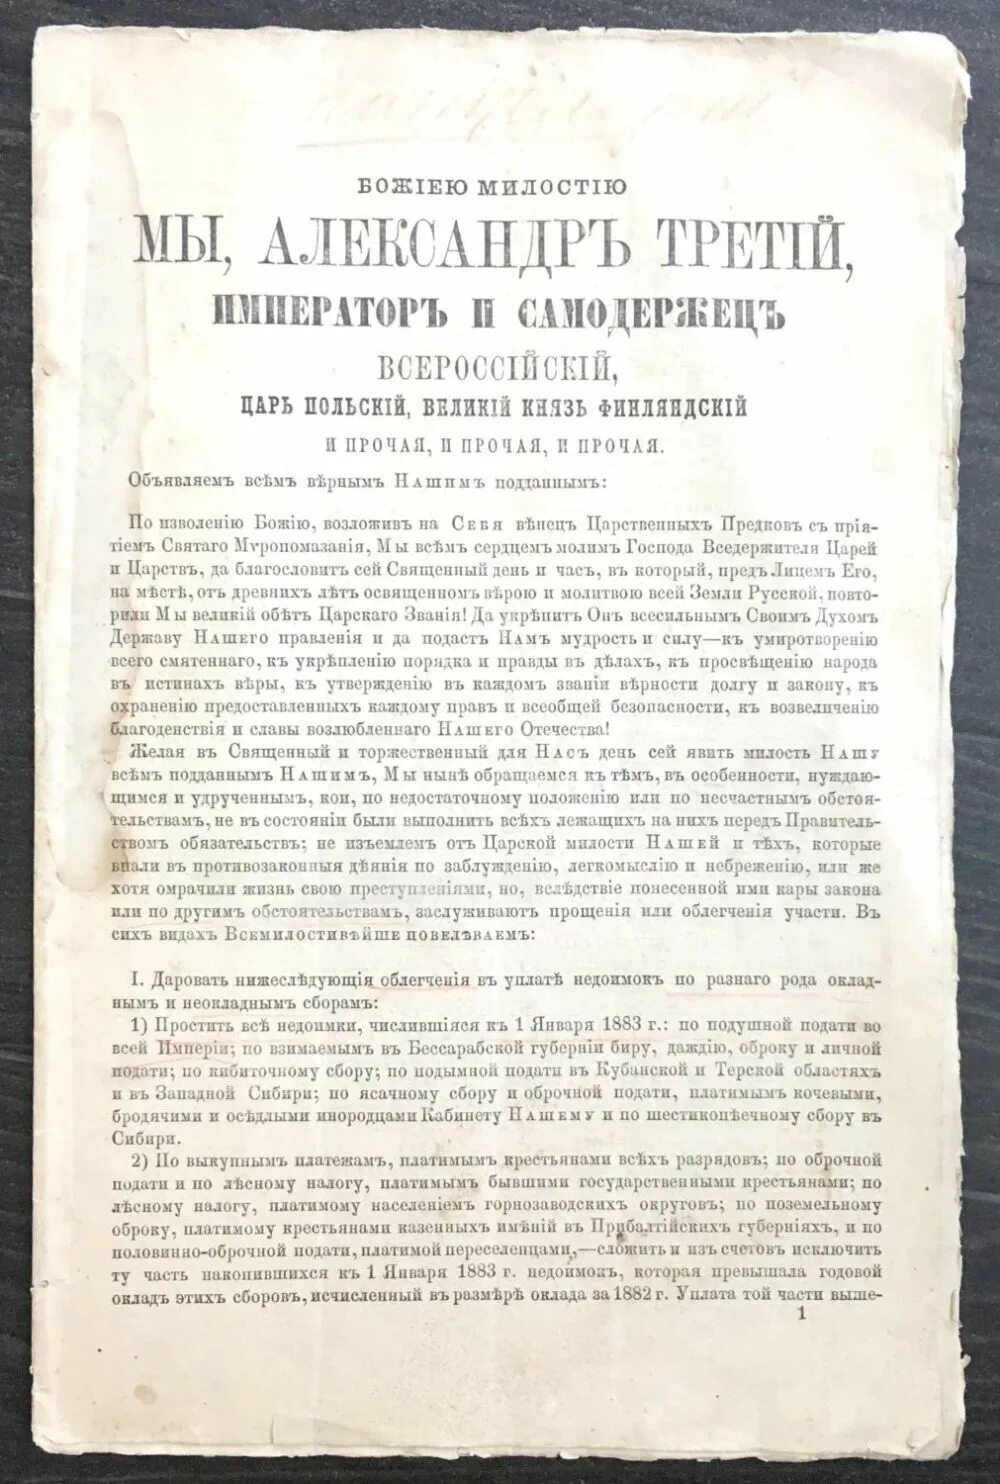 БОЖІЕЮ МИЛОСТІЮ
МЫ, АЛЕКСАНДРЪ ТРЕТІЙ,
ИМПЕРАТОРЪ И САМОДЕРЖЕЦЪ
ВСЕРОССІЙСКІЙ,
ЦАРЬ ПОЛЬСКІЙ, ВЕЛИКІЙ КНЯЗЬ ФИНЛЯНДСКІЙ
И ПРОЧАЯ, И ПРОЧАЯ, И ПРОЧАЯ.
Объявляемъ всѣмъ вѣрнымъ НАШИМЪ подданнымъ:
По изволенію Божію, возложивъ на СЕБЯ вѣнецъ Царственныхъ Предковъ съ прія-
тіемъ Святаго Мѵропомазанія, Мы всѣмъ сердцемъ молимъ Господа Вседержителя Царей
и Царствъ, да благословитъ сей Священный день и часъ, въ который, предъ Лицемъ Его,
на мѣстѣ, отъ древнихъ лѣтъ освященномъ вѣрою и молитвою всей Земли Русской, повто-
рили Мы великій обѣтъ Царскаго Званія! Да укрѣпитъ Онъ всесильнымъ Своимъ Духомъ
Державу НАШЕГО правленія и да подастъ НАМЪ мудрость и силу—къ умиротворенію
всего смятеннаго, къ укрѣпленію порядка и правды въ дѣлахъ, къ просвѣщенію народа
въ истинахъ вѣры, къ утвержденію въ каждомъ званіи вѣрности долгу и закону, къ
охраненію предоставленныхъ каждому правъ и всеобщей безопасности, къ возвеличенію
благоденствія и славы возлюбленнаго НАШЕГО Отечества!
Желая въ Священный и торжественный для НАСЪ день сей явить милость НАШУ
всѣмъ подданнымъ НАШИМЪ, Мы нынѣ обращаемся къ тѣмъ, въ особенности, нуждаю-
щимся и удрученнымъ, кои, по недостаточному положенію или по несчастнымъ обстоя-
тельствамъ, не въ состояніи были выполнить всѣхъ лежащихъ на нихъ передъ Правитель-
ствомъ обязательствъ; не изъемлемъ отъ Царской милости НАШЕЙ и тѣхъ, которые
впали въ противозаконныя дѣянія по заблужденію, легкомыслію и небреженію, или же
хотя омрачили жизнь свою преступленіями, но, вслѣдствіе понесенной ими кары закона
или по другимъ обстоятельствамъ, заслуживаютъ прощенія или облегченія участи. Въ
сихъ видахъ ВСЕМИЛОСТИВѢЙШЕ ПОВЕЛѢВАЕМЪ:
I. Даровать нижеслѣдующія облегченія въ уплатѣ недоимокъ по разнаго рода оклад-
нымъ и неокладнымъ сборамъ:
1) Простить всѣ недоимки, числившіяся къ 1 Января 1883 г.: по подушной подати во
всей Имперіи; по взимаемымъ въ Бессарабской губерніи биру, даждію, оброку и личной
подати; по кибиточному сбору; по подымной подати въ Кубанской и Терской областяхъ
и въ Западной Сибири; по ясачному сбору и оброчной подати, платимымъ кочевыми,
бродячими и осѣдлыми инородцами Кабинету НАШЕМУ и по шестикопѣечному сбору въ
Сибири.
2) По выкупнымъ платежамъ, платимымъ крестьянами всѣхъ разрядовъ; по оброчной
подати и по лѣсному налогу, платимымъ бывшими государственными крестьянами; по
лѣсному налогу, платимому населеніемъ горнозаводскихъ округовъ; по поземельному
оброку, платимому крестьянами казенныхъ имѣній въ Прибалтійскихъ губерніяхъ, и по
половинно-оброчной подати, платимой переселенцами,—сложить и изъ счетовъ исключить
ту часть накопившихся къ 1 Января 1883 г. недоимокъ, которая превышала годовой
окладъ этихъ сборовъ, исчисленный въ размѣрѣ оклада за 1882 г. Уплата той части выше-
1